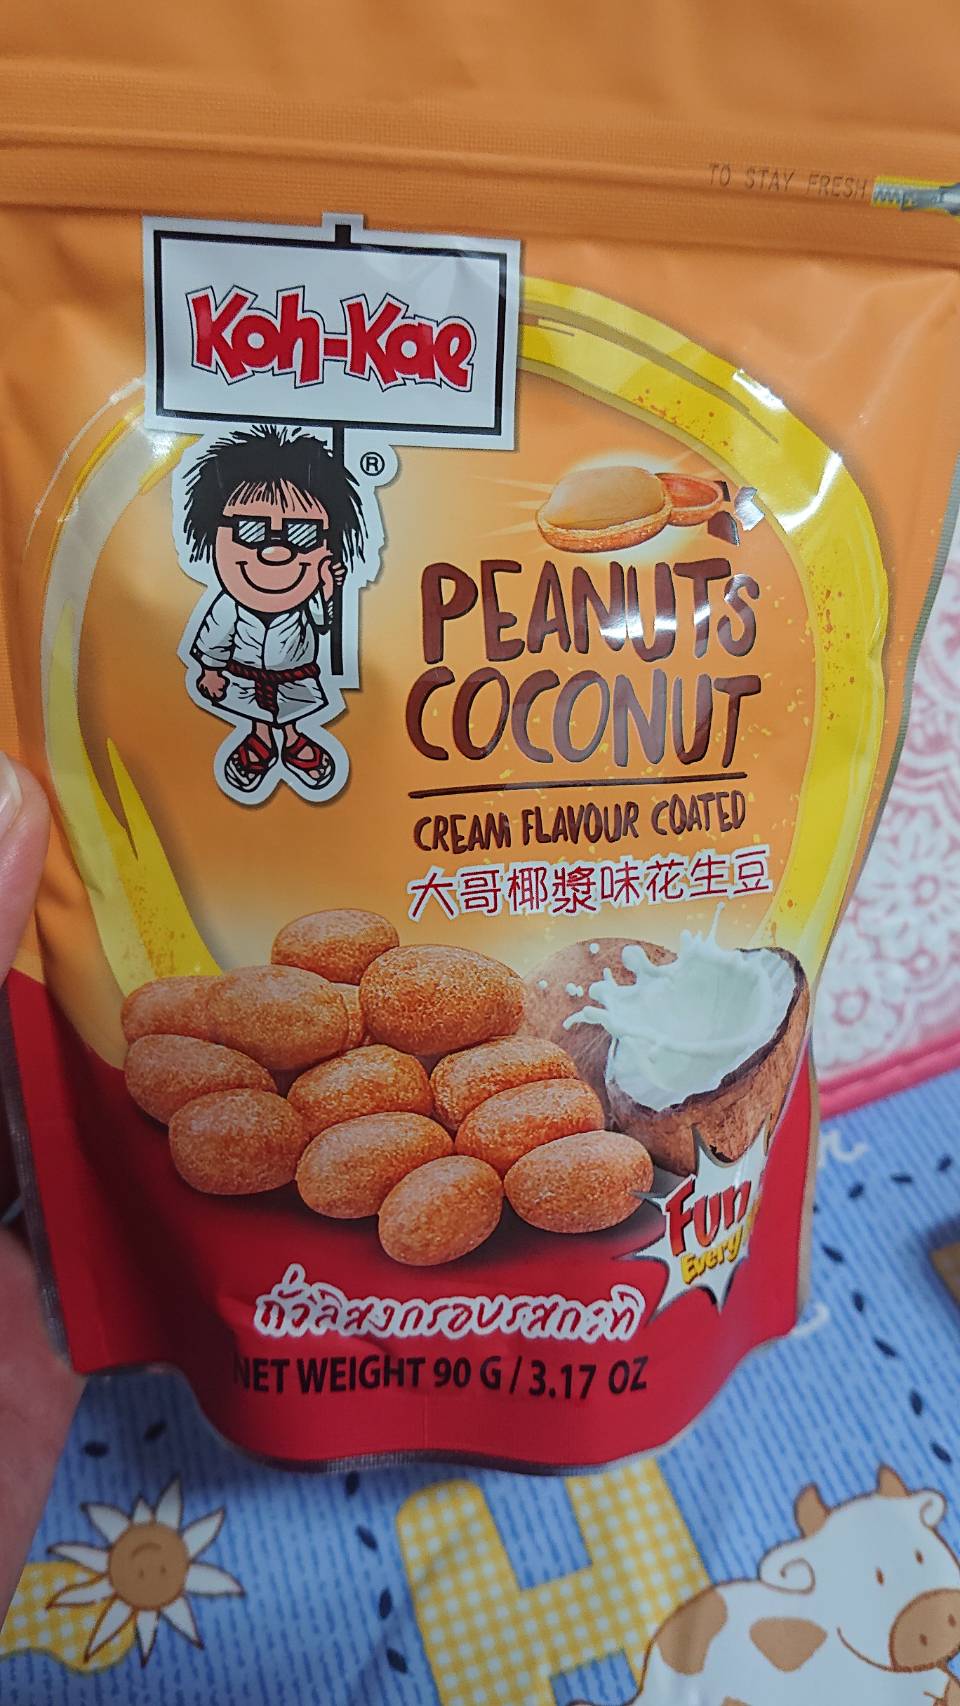 TO STAY FRESH
Koh-Kae
®
PEANUTS
COCONUT
CREAM FLAVOUR COATED
大哥椰漿味花生豆
Fun
Every
ถั่วลิสงกรอบรสกะทิ
NET WEIGHT 90 G / 3.17 OZ